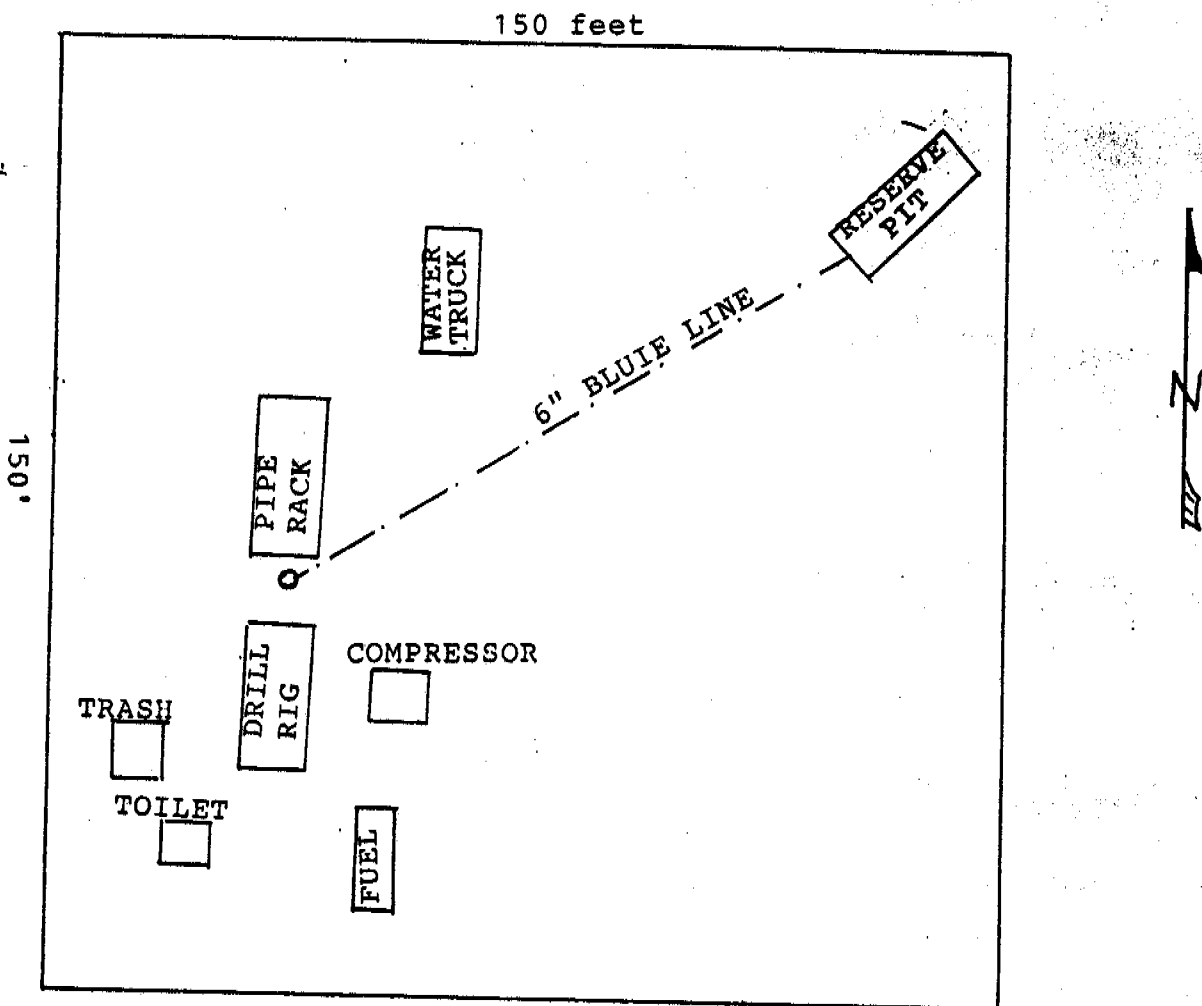 150 feet
RESERVE
PIT
WATER
TRUCK
6" BLUIE LINE
150'
PIPE
RACK
N
DRILL
RIG
COMPRESSOR
TRASH
TOILET
FUEL